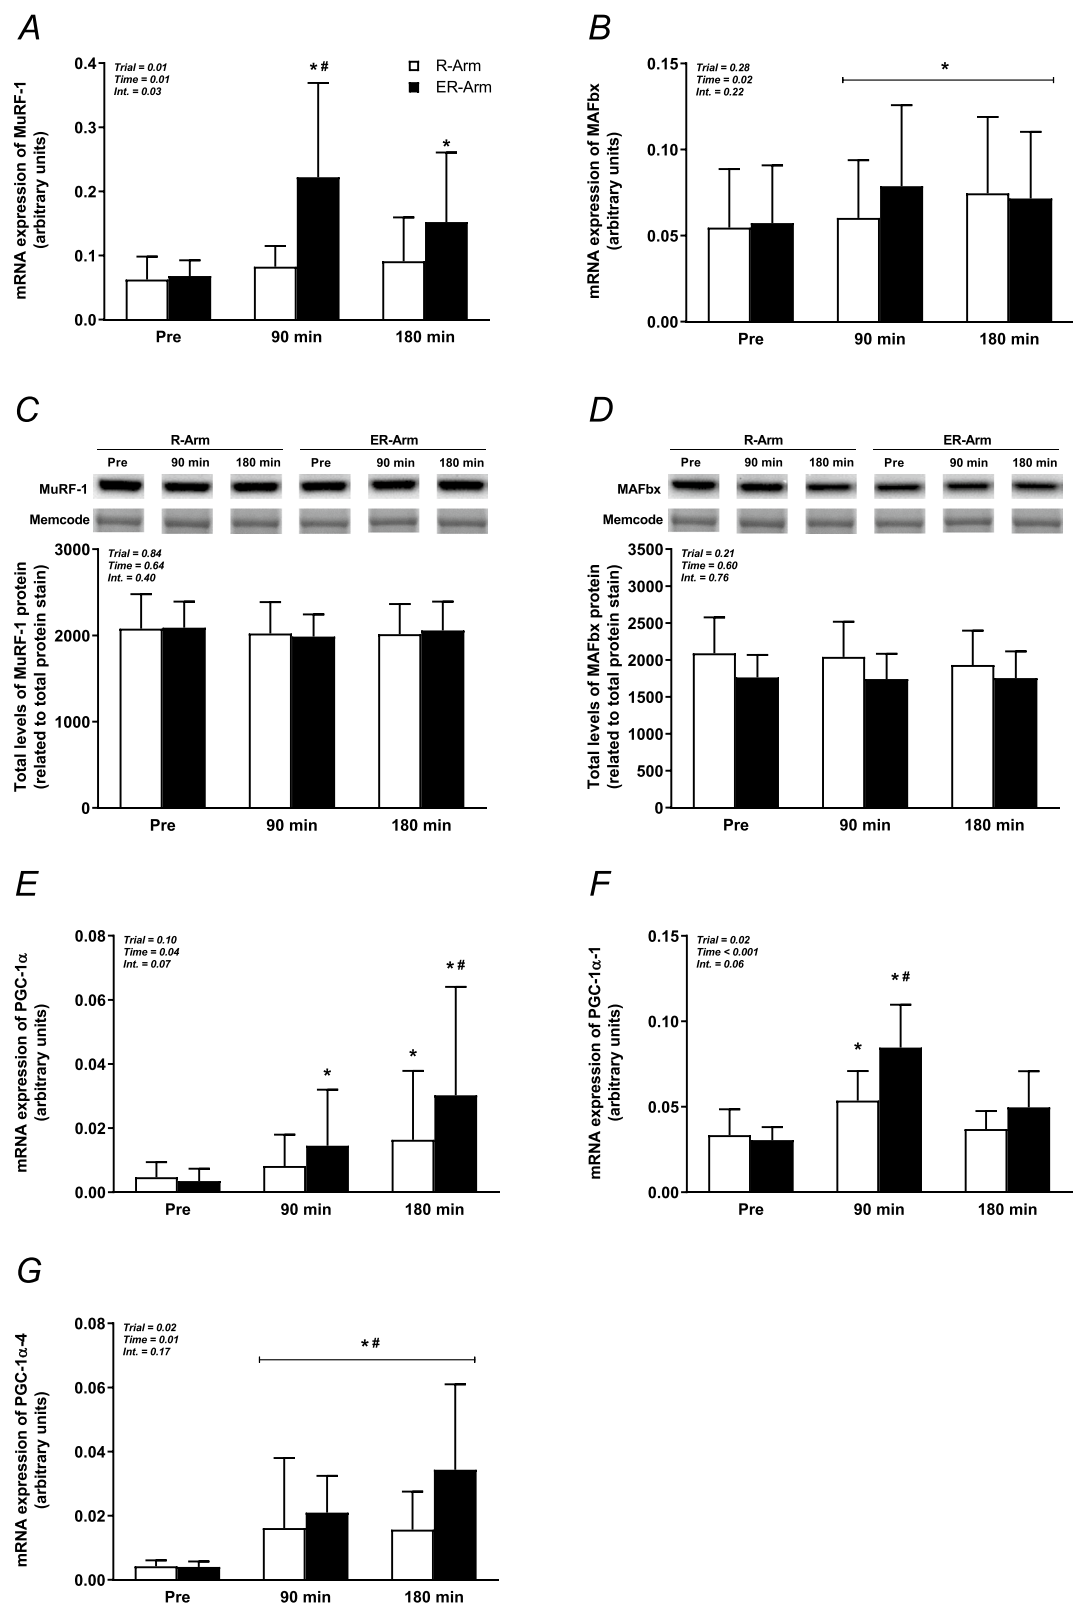 A
mRNA expression of MuRF-1
(arbitrary units)
0.4
0.3
0.2
0.1
0.0
Trial = 0.01
Time = 0.01
Int. = 0.03
* #
*
R-Arm
ER-Arm
Pre 90 min 180 min
B
mRNA expression of MAFbx
(arbitrary units)
0.15
0.10
0.05
0.00
Trial = 0.28
Time = 0.02
Int. = 0.22
*
Pre 90 min 180 min
C
R-Arm ER-Arm
Pre 90 min 180 min Pre 90 min 180 min
MuRF-1
Memcode
Total levels of MuRF-1 protein
(related to total protein stain)
3000
2000
1000
0
Trial = 0.84
Time = 0.64
Int. = 0.40
Pre 90 min 180 min
D
R-Arm ER-Arm
Pre 90 min 180 min Pre 90 min 180 min
MAFbx
Memcode
Total levels of MAFbx protein
(related to total protein stain)
3500
3000
2500
2000
1500
1000
500
0
Trial = 0.21
Time = 0.60
Int. = 0.76
Pre 90 min 180 min
E
mRNA expression of PGC-1α
(arbitrary units)
0.08
0.06
0.04
0.02
0.00
Trial = 0.10
Time = 0.04
Int. = 0.07
*
*
* #
Pre 90 min 180 min
F
mRNA expression of PGC-1α-1
(arbitrary units)
0.15
0.10
0.05
0.00
Trial = 0.02
Time < 0.001
Int. = 0.06
*
* #
Pre 90 min 180 min
G
mRNA expression of PGC-1α-4
(arbitrary units)
0.08
0.06
0.04
0.02
0.00
Trial = 0.02
Time = 0.01
Int. = 0.17
* #
Pre 90 min 180 min